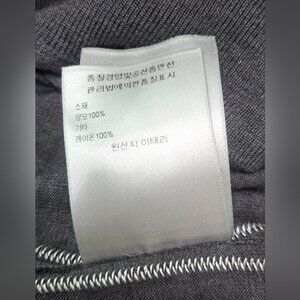 품질경영및공산품안전
관리법에의한품질표시
소재
양모100%
기타
레이온100%
원산지 이태리